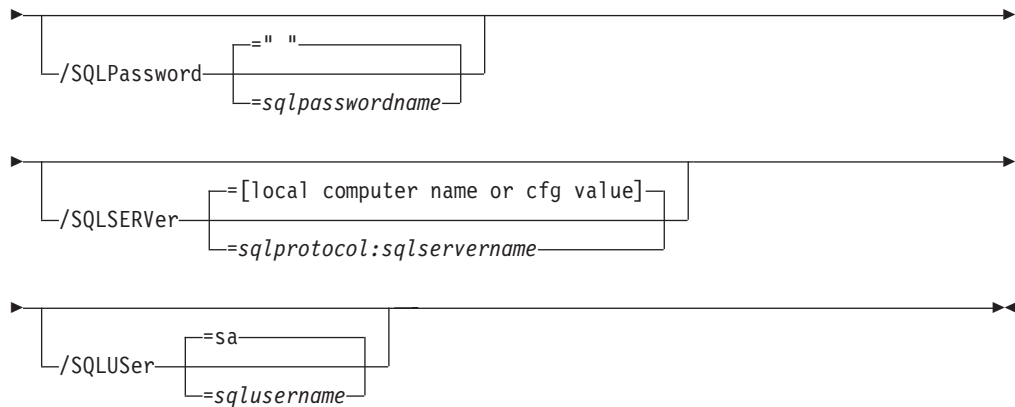 =" "
/SQLPassword
=sqlpasswordname
=[local computer name or cfg value]
/SQLSERVer
=sqlprotocol:sqlservername
=sa
/SQLUSer
=sqlusername